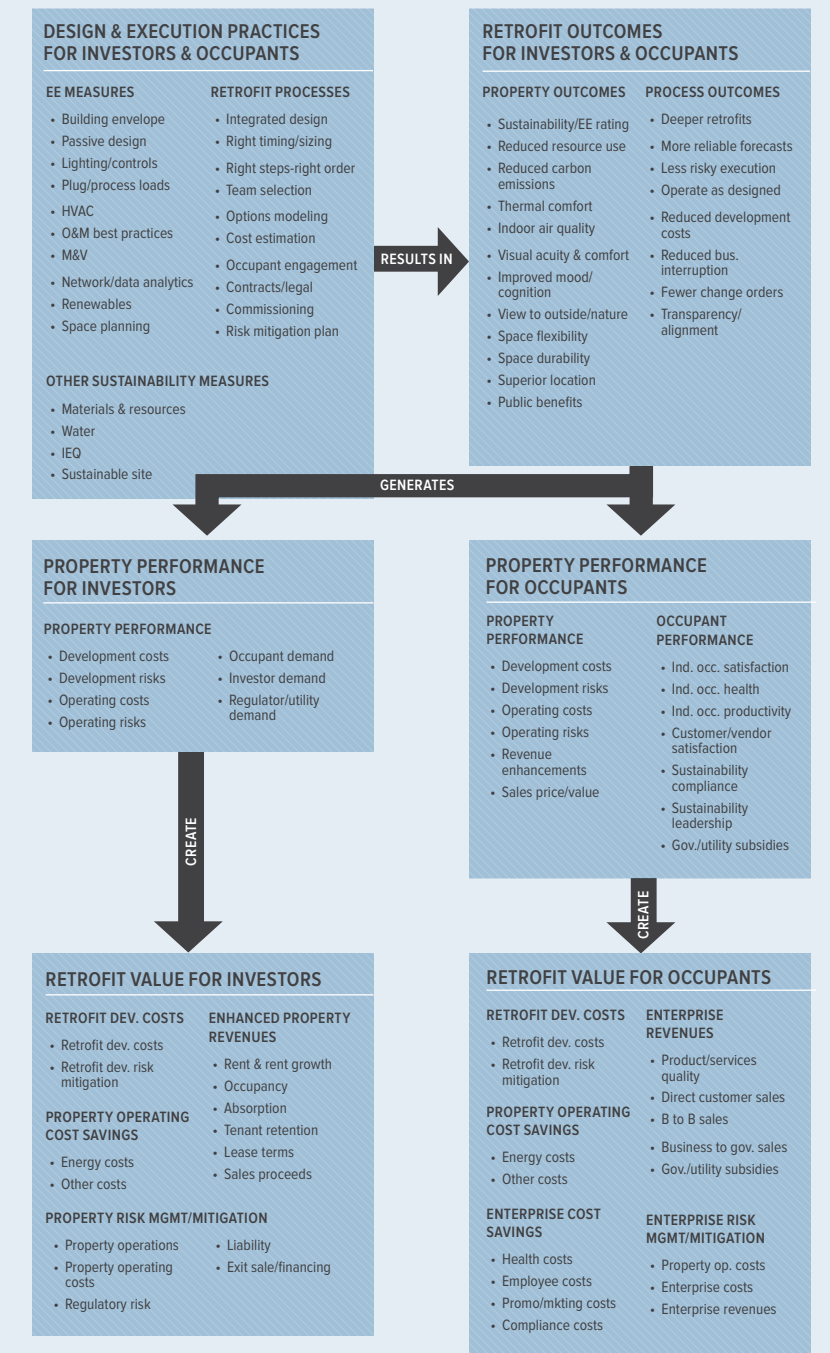 DESIGN & EXECUTION PRACTICES
FOR INVESTORS & OCCUPANTS
EE MEASURES
• Building envelope
• Passive design
• Lighting/controls
• Plug/process loads
• HVAC
• O&M best practices
• M&V
• Network/data analytics
• Renewables
• Space planning
RETROFIT PROCESSES
• Integrated design
• Right timing/sizing
• Right steps-right order
• Team selection
• Options modeling
• Cost estimation
• Occupant engagement
• Contracts/legal
• Commissioning
• Risk mitigation plan
OTHER SUSTAINABILITY MEASURES
• Materials & resources
• Water
• IEQ
• Sustainable site
RESULTS IN
RETROFIT OUTCOMES
FOR INVESTORS & OCCUPANTS
PROPERTY OUTCOMES
• Sustainability/EE rating
• Reduced resource use
• Reduced carbon
emissions
• Thermal comfort
• Indoor air quality
• Visual acuity & comfort
• Improved mood/
cognition
• View to outside/nature
• Space flexibility
• Space durability
• Superior location
• Public benefits
PROCESS OUTCOMES
• Deeper retrofits
• More reliable forecasts
• Less risky execution
• Operate as designed
• Reduced development
costs
• Reduced bus.
interruption
• Fewer change orders
• Transparency/
alignment
GENERATES
PROPERTY PERFORMANCE
FOR INVESTORS
PROPERTY PERFORMANCE
• Development costs
• Development risks
• Operating costs
• Operating risks
• Occupant demand
• Investor demand
• Regulator/utility
demand
PROPERTY PERFORMANCE
FOR OCCUPANTS
PROPERTY
PERFORMANCE
• Development costs
• Development risks
• Operating costs
• Operating risks
• Revenue
enhancements
• Sales price/value
OCCUPANT
PERFORMANCE
• Ind. occ. satisfaction
• Ind. occ. health
• Ind. occ. productivity
• Customer/vendor
satisfaction
• Sustainability
compliance
• Sustainability
leadership
• Gov./utility subsidies
CREATE
CREATE
RETROFIT VALUE FOR INVESTORS
RETROFIT DEV. COSTS
• Retrofit dev. costs
• Retrofit dev. risk
mitigation
PROPERTY OPERATING
COST SAVINGS
• Energy costs
• Other costs
ENHANCED PROPERTY
REVENUES
• Rent & rent growth
• Occupancy
• Absorption
• Tenant retention
• Lease terms
• Sales proceeds
PROPERTY RISK MGMT/MITIGATION
• Property operations
• Property operating
costs
• Regulatory risk
• Liability
• Exit sale/financing
RETROFIT VALUE FOR OCCUPANTS
RETROFIT DEV. COSTS
• Retrofit dev. costs
• Retrofit dev. risk
mitigation
PROPERTY OPERATING
COST SAVINGS
• Energy costs
• Other costs
ENTERPRISE COST
SAVINGS
• Health costs
• Employee costs
• Promo/mkting costs
• Compliance costs
ENTERPRISE
REVENUES
• Product/services
quality
• Direct customer sales
• B to B sales
• Business to gov. sales
• Gov./utility subsidies
ENTERPRISE RISK
MGMT/MITIGATION
• Property op. costs
• Enterprise costs
• Enterprise revenues